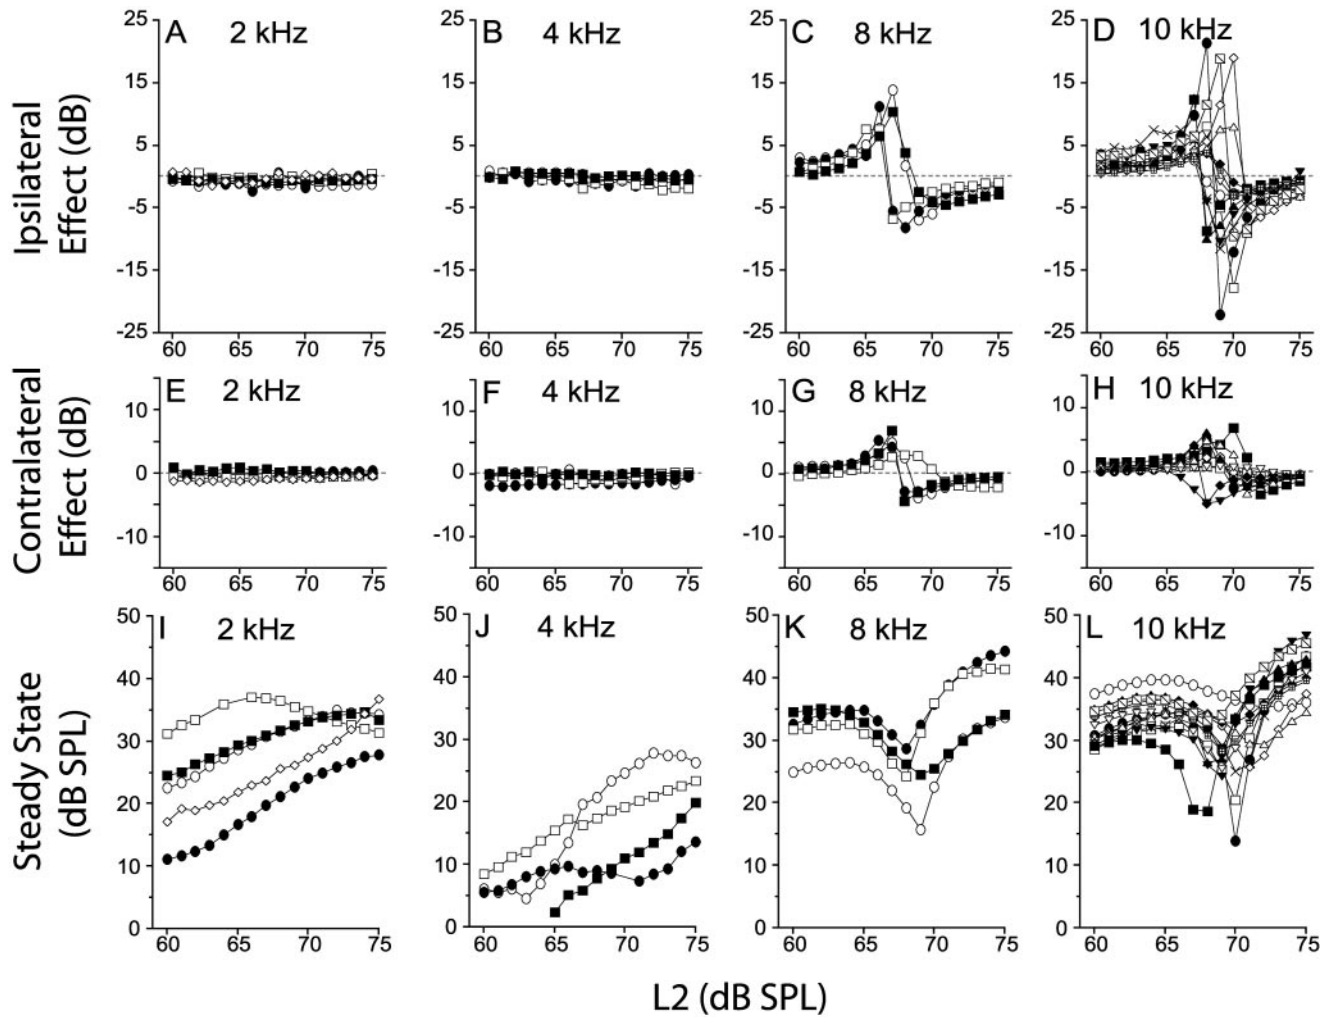 A 2 kHz
B 4 kHz
C 8 kHz
D 10 kHz
Ipsilateral
Effect (dB)
25
15
5
-5
-15
-25
60 65 70 75
25
15
5
-5
-15
-25
60 65 70 75
25
15
5
-5
-15
-25
60 65 70 75
25
15
5
-5
-15
-25
60 65 70 75
E 2 kHz
F 4 kHz
G 8 kHz
H 10 kHz
Contralateral
Effect (dB)
10
0
-10
60 65 70 75
10
0
-10
60 65 70 75
10
0
-10
60 65 70 75
10
0
-10
60 65 70 75
I 2 kHz
J 4 kHz
K 8 kHz
L 10 kHz
Steady State
(dB SPL)
50
40
30
20
10
0
60 65 70 75
50
40
30
20
10
0
60 65 70 75
50
40
30
20
10
0
60 65 70 75
50
40
30
20
10
0
60 65 70 75
L2 (dB SPL)